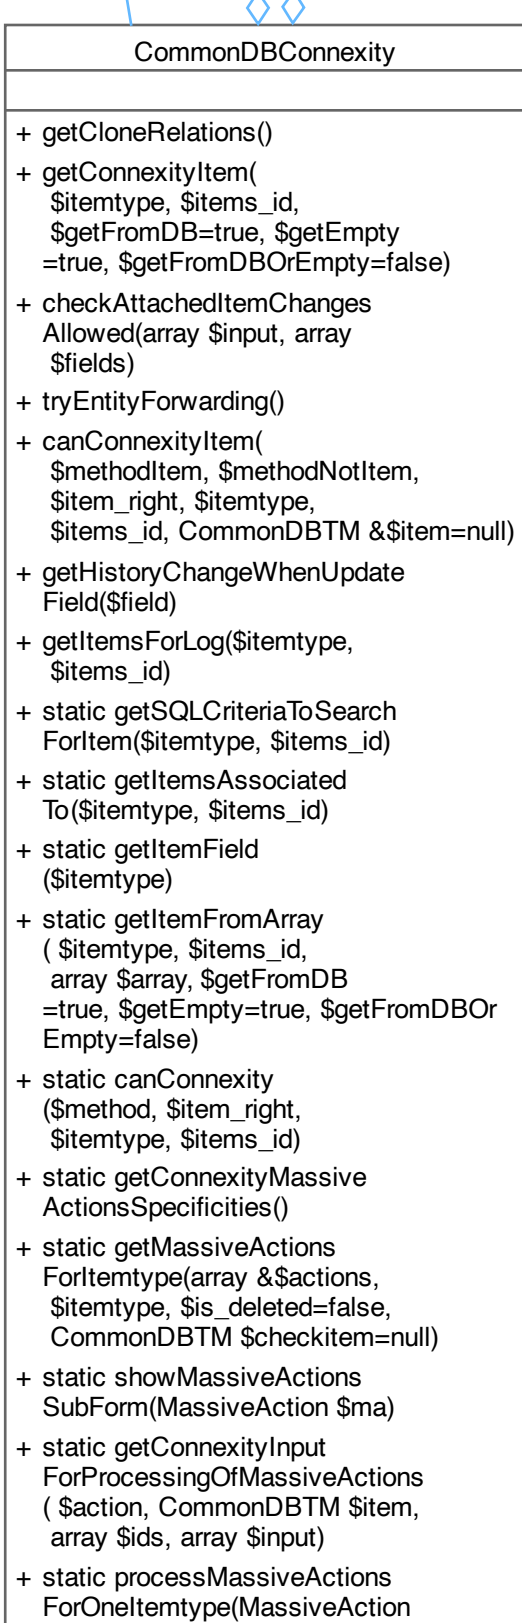 CommonDBConnexity
+ getCloneRelations()
+ getConnexityItem(
$itemtype, $items_id,
$getFromDB=true, $getEmpty
=true, $getFromDBOrEmpty=false)
+ checkAttachedItemChanges
Allowed(array $input, array
$fields)
+ tryEntityForwarding()
+ canConnexityItem(
$methodItem, $methodNotItem,
$item_right, $itemtype,
$items_id, CommonDBTM &$item=null)
+ getHistoryChangeWhenUpdate
Field($field)
+ getItemsForLog($itemtype,
$items_id)
+ static getSQLCriteriaToSearch
ForItem($itemtype, $items_id)
+ static getItemsAssociated
To($itemtype, $items_id)
+ static getItemField
($itemtype)
+ static getItemFromArray
( $itemtype, $items_id,
array $array, $getFromDB
=true, $getEmpty=true, $getFromDBOr
Empty=false)
+ static canConnexity
($method, $item_right,
$itemtype, $items_id)
+ static getConnexityMassive
ActionsSpecificities()
+ static getMassiveActions
ForItemtype(array &$actions,
$itemtype, $is_deleted=false,
CommonDBTM $checkitem=null)
+ static showMassiveActions
SubForm(MassiveAction $ma)
+ static getConnexityInput
ForProcessingOfMassiveActions
( $action, CommonDBTM $item,
array $ids, array $input)
+ static processMassiveActions
ForOneItemtype(MassiveAction